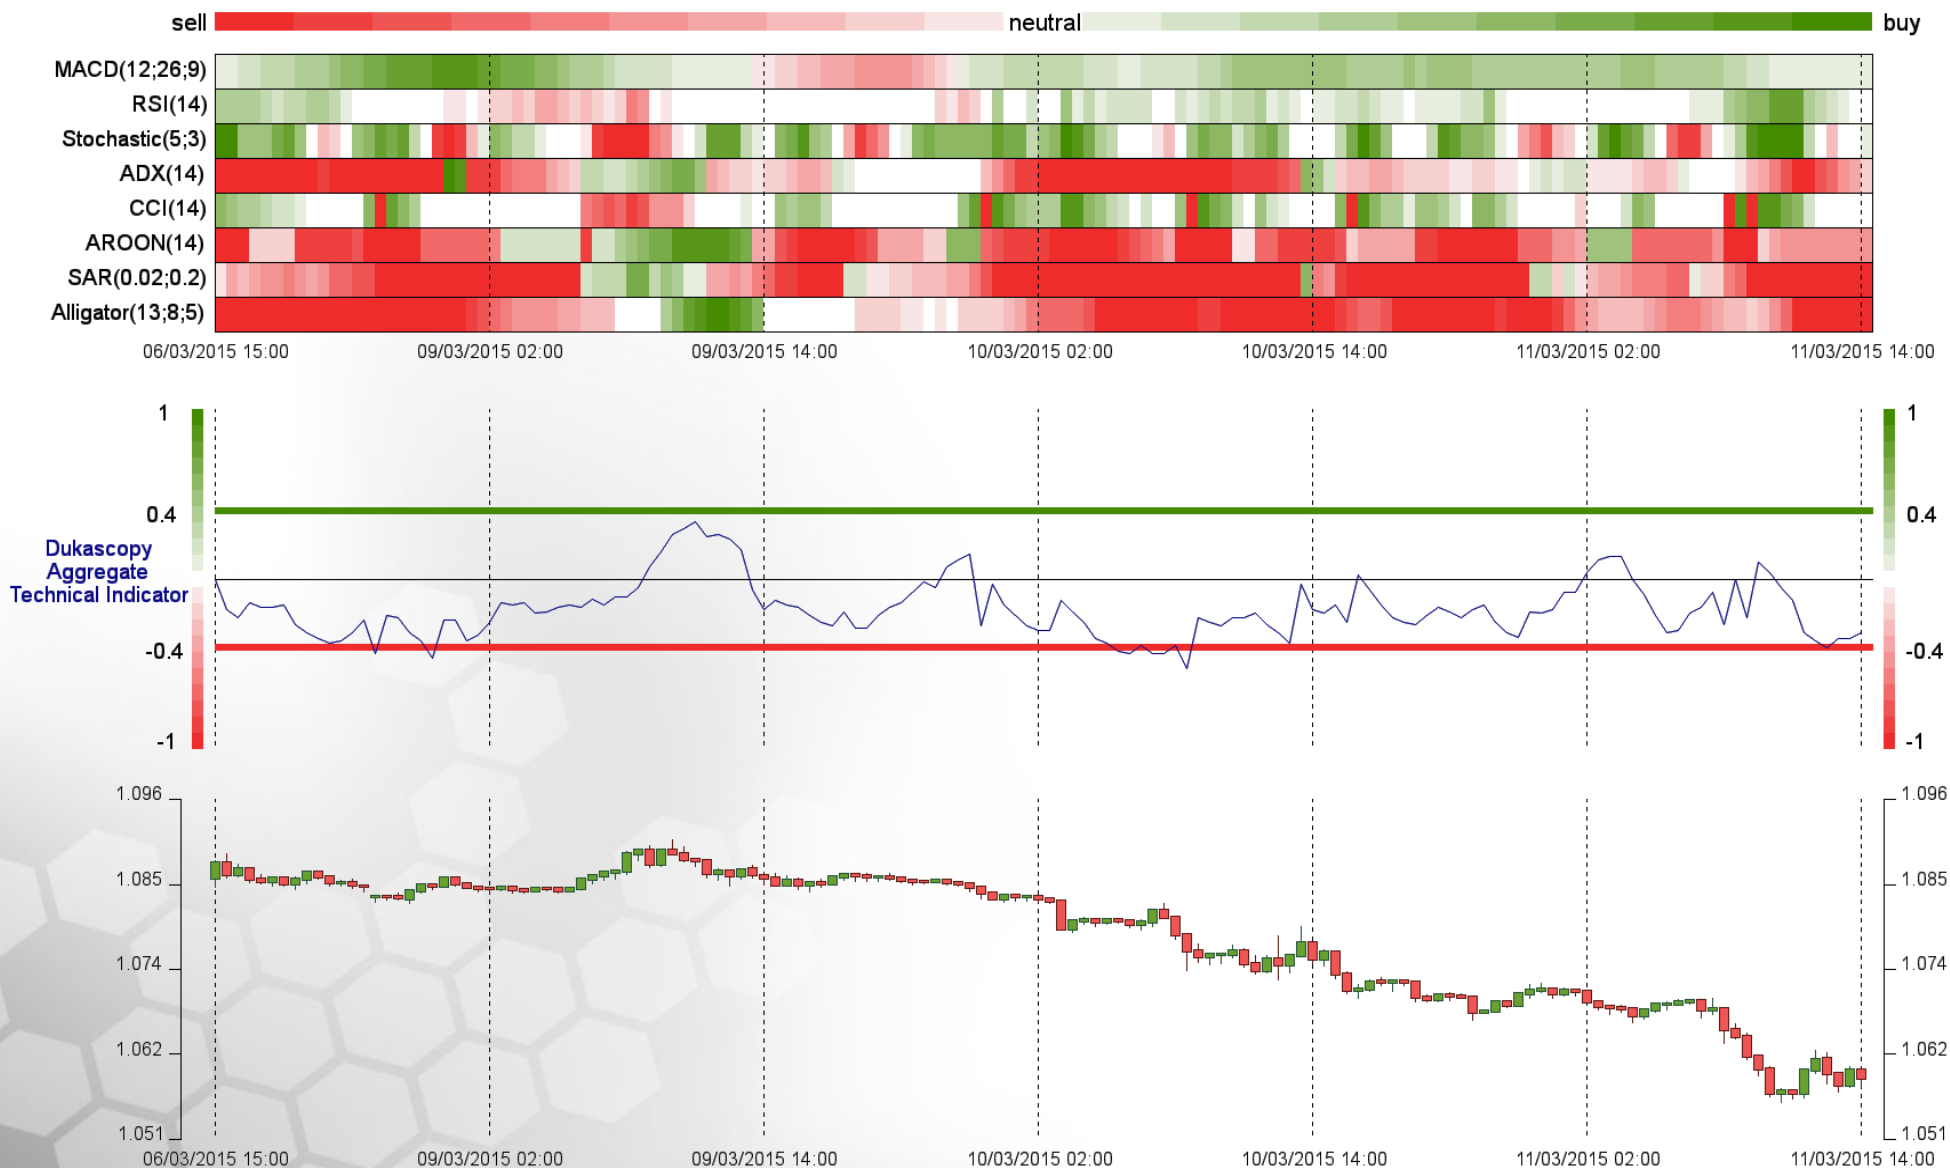 sell neutral buy
MACD(12;26;9)
RSI(14)
Stochastic(5;3)
ADX(14)
CCI(14)
AROON(14)
SAR(0.02;0.2)
Alligator(13;8;5)
06/03/2015 15:00 09/03/2015 02:00 09/03/2015 14:00 10/03/2015 02:00 10/03/2015 14:00 11/03/2015 02:00 11/03/2015 14:00
1 1
0.4 0.4
Dukascopy
Aggregate
Technical Indicator
-0.4 -0.4
-1 -1
1.096 1.096
1.085 1.085
1.074 1.074
1.062 1.062
1.051 1.051
06/03/2015 15:00 09/03/2015 02:00 09/03/2015 14:00 10/03/2015 02:00 10/03/2015 14:00 11/03/2015 02:00 11/03/2015 14:00